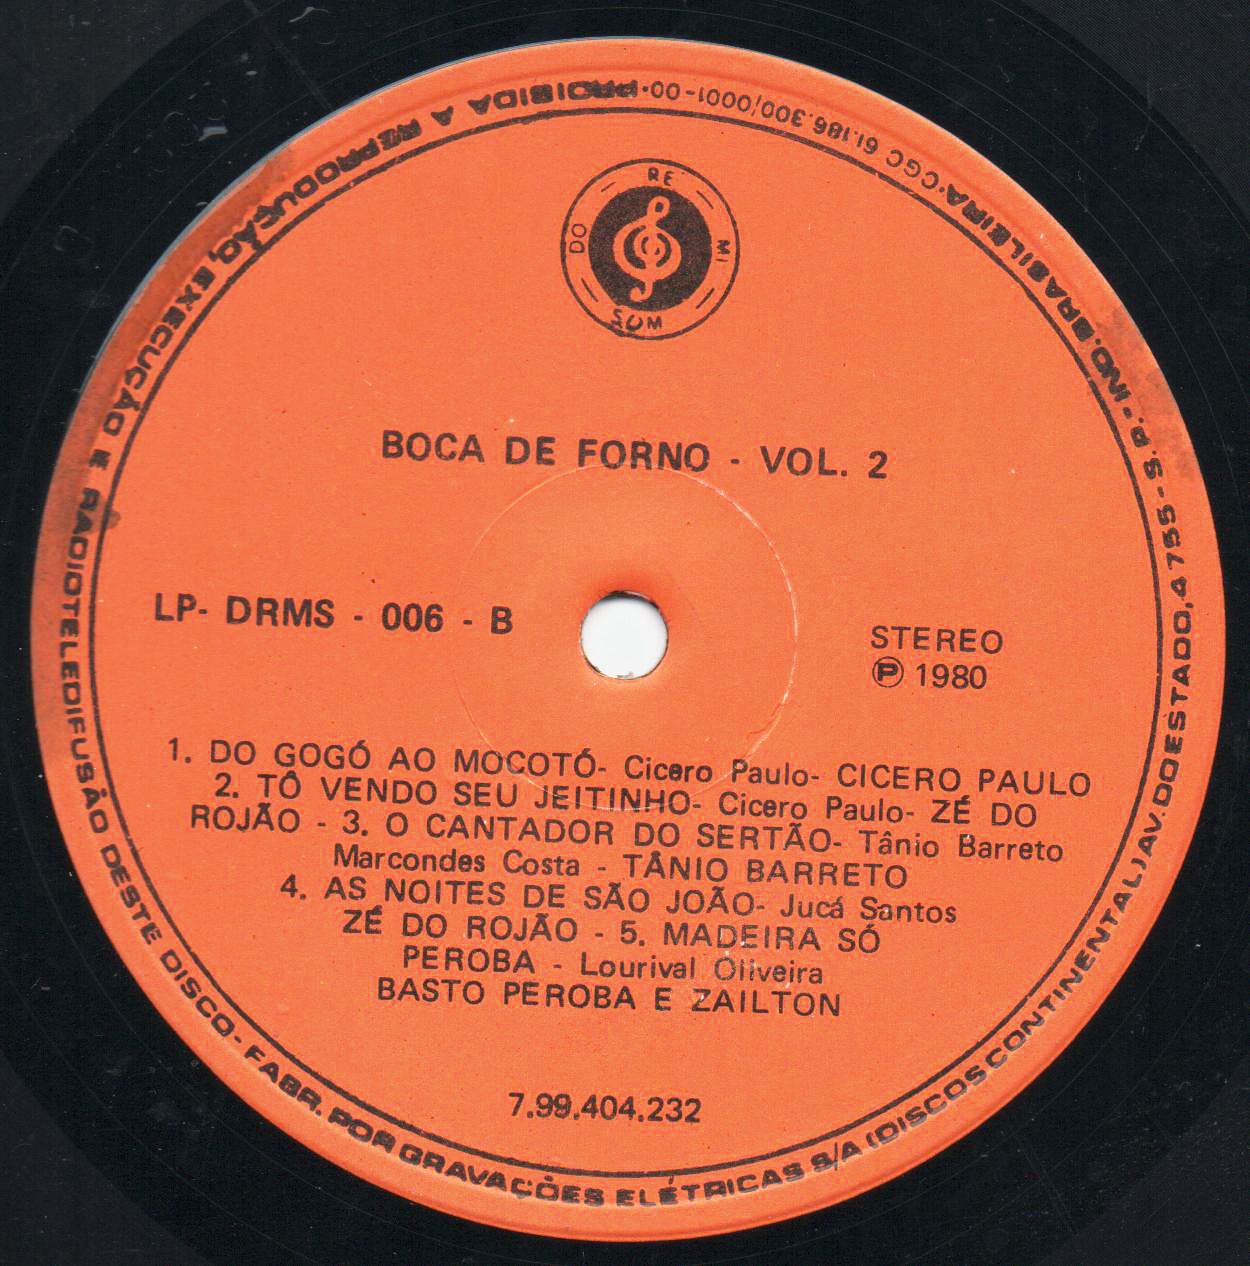 DO RE MI
SOM
BOCA DE FORNO - VOL. 2
LP- DRMS - 006 - B
STEREO
Ⓟ 1980
1. DO GOGÓ AO MOCOTÓ- Cicero Paulo- CICERO PAULO
2. TÔ VENDO SEU JEITINHO- Cicero Paulo- ZÉ DO
ROJÃO - 3. O CANTADOR DO SERTÃO- Tânio Barreto
Marcondes Costa - TÂNIO BARRETO
4. AS NOITES DE SÃO JOÃO- Jucá Santos
ZÉ DO ROJÃO - 5. MADEIRA SÓ
PEROBA - Lourival Oliveira
BASTO PEROBA E ZAILTON
7.99.404.232
PROIBIDA A REPRODUÇÃO, EXECUÇÃO E RADIOTELEDIFUSÃO DESTE DISCO - FABR. POR GRAVAÇÕES ELÉTRICAS S/A (DISCOS CONTINENTAL) AV. DO ESTADO, 4 755 - S.P. - IND. BRASILEIRA · CGC 61.186.300/0001-00 ·